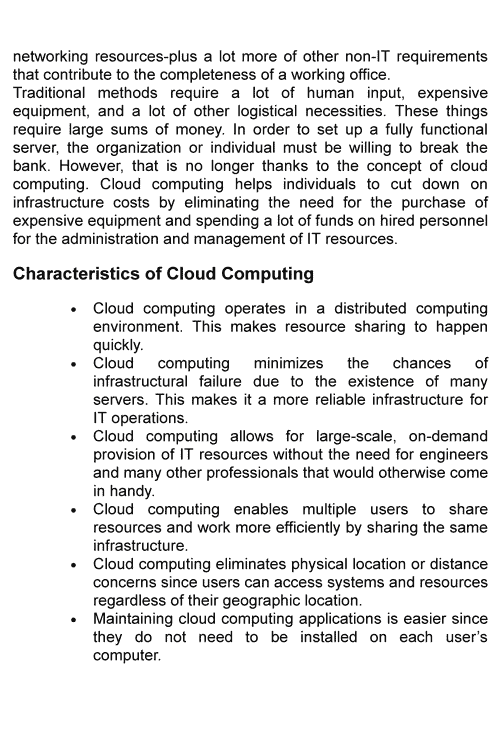 networking resources-plus a lot more of other non-IT requirements
that contribute to the completeness of a working office.
Traditional methods require a lot of human input, expensive
equipment, and a lot of other logistical necessities. These things
require large sums of money. In order to set up a fully functional
server, the organization or individual must be willing to break the
bank. However, that is no longer thanks to the concept of cloud
computing. Cloud computing helps individuals to cut down on
infrastructure costs by eliminating the need for the purchase of
expensive equipment and spending a lot of funds on hired personnel
for the administration and management of IT resources.
Characteristics of Cloud Computing
• Cloud computing operates in a distributed computing
environment. This makes resource sharing to happen
quickly.
• Cloud computing minimizes the chances of
infrastructural failure due to the existence of many
servers. This makes it a more reliable infrastructure for
IT operations.
• Cloud computing allows for large-scale, on-demand
provision of IT resources without the need for engineers
and many other professionals that would otherwise come
in handy.
• Cloud computing enables multiple users to share
resources and work more efficiently by sharing the same
infrastructure.
• Cloud computing eliminates physical location or distance
concerns since users can access systems and resources
regardless of their geographic location.
• Maintaining cloud computing applications is easier since
they do not need to be installed on each user’s
computer.